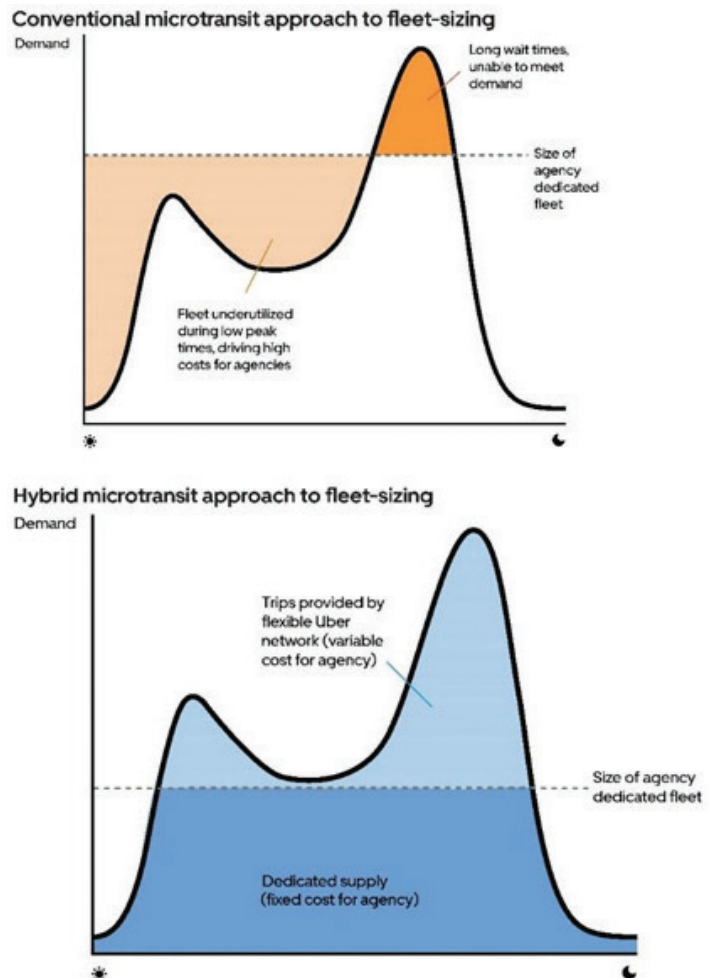 Conventional microtransit approach to fleet-sizing
Demand
Long wait times,
unable to meet
demand
Size of
agency
dedicated
fleet
Fleet underutilized
during low peak
times, driving high
costs for agencies
Hybrid microtransit approach to fleet-sizing
Demand
Trips provided by
flexible Uber
network (variable
cost for agency)
Size of agency
dedicated fleet
Dedicated supply
(fixed cost for agency)